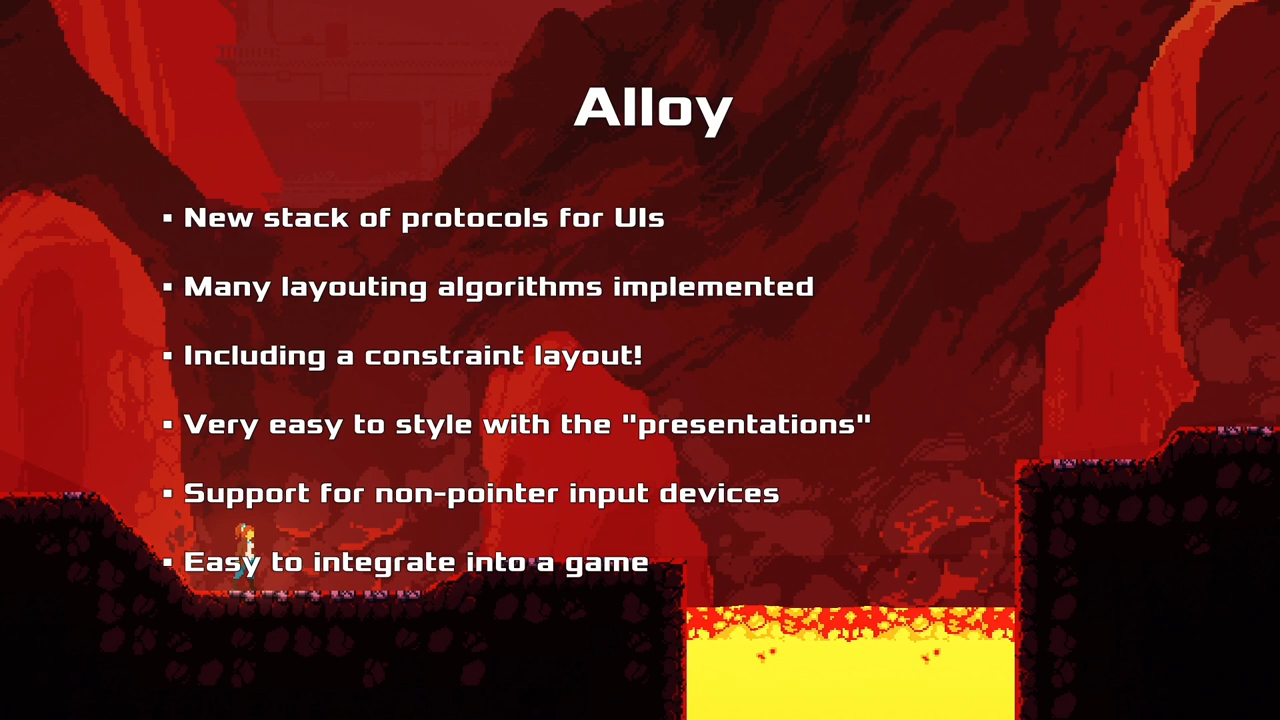 Alloy
▪ New stack of protocols for UIs
▪ Many layouting algorithms implemented
▪ Including a constraint layout!
▪ Very easy to style with the "presentations"
▪ Support for non-pointer input devices
▪ Easy to integrate into a game